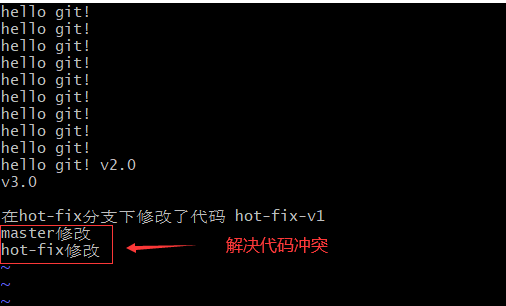 hello git!
hello git!
hello git!
hello git!
hello git!
hello git!
hello git!
hello git!
hello git!
hello git! v2.0
v3.0
在hot-fix分支下修改了代码 hot-fix-v1
master修改
hot-fix修改
解决代码冲突
~
~
~